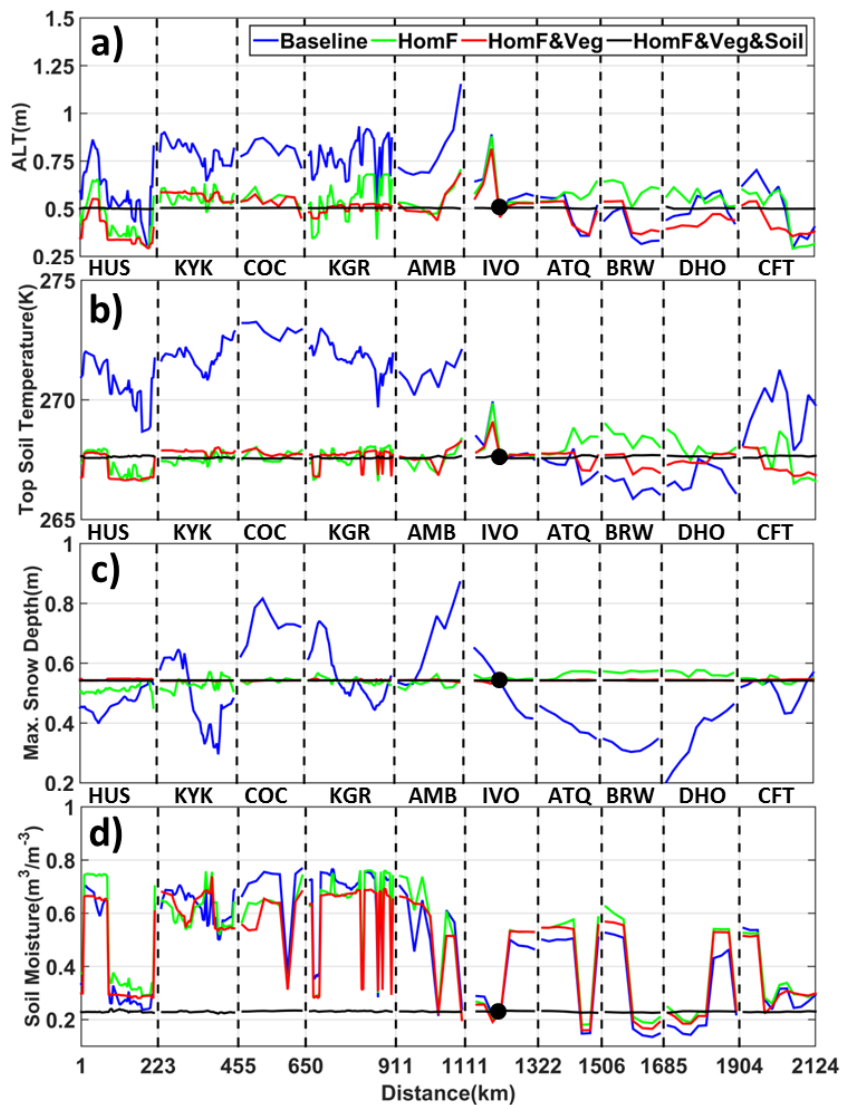 a)
Baseline HomF HomF&Veg HomF&Veg&Soil
1.5
1.25
1
0.75
0.5
0.25
ALT(m)
HUS KYK COC KGR AMB IVO ATQ BRW DHO CFT
b)
275
270
265
Top Soil Temperature(K)
HUS KYK COC KGR AMB IVO ATQ BRW DHO CFT
c)
1
0.8
0.6
0.4
0.2
Max. Snow Depth(m)
HUS KYK COC KGR AMB IVO ATQ BRW DHO CFT
d)
1
0.8
0.6
0.4
0.2
Soil Moisture(m³/m⁻³)
1 223 455 650 911 1111 1322 1506 1685 1904 2124
Distance(km)